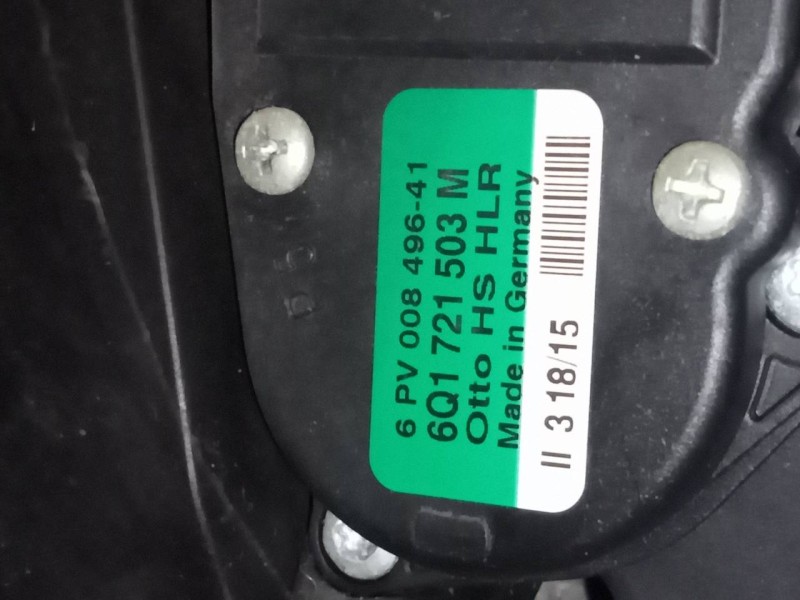 6 PV 008 496-41
6Q1 721 503 M
Otto HS HLR
Made in Germany
II 3 18/15